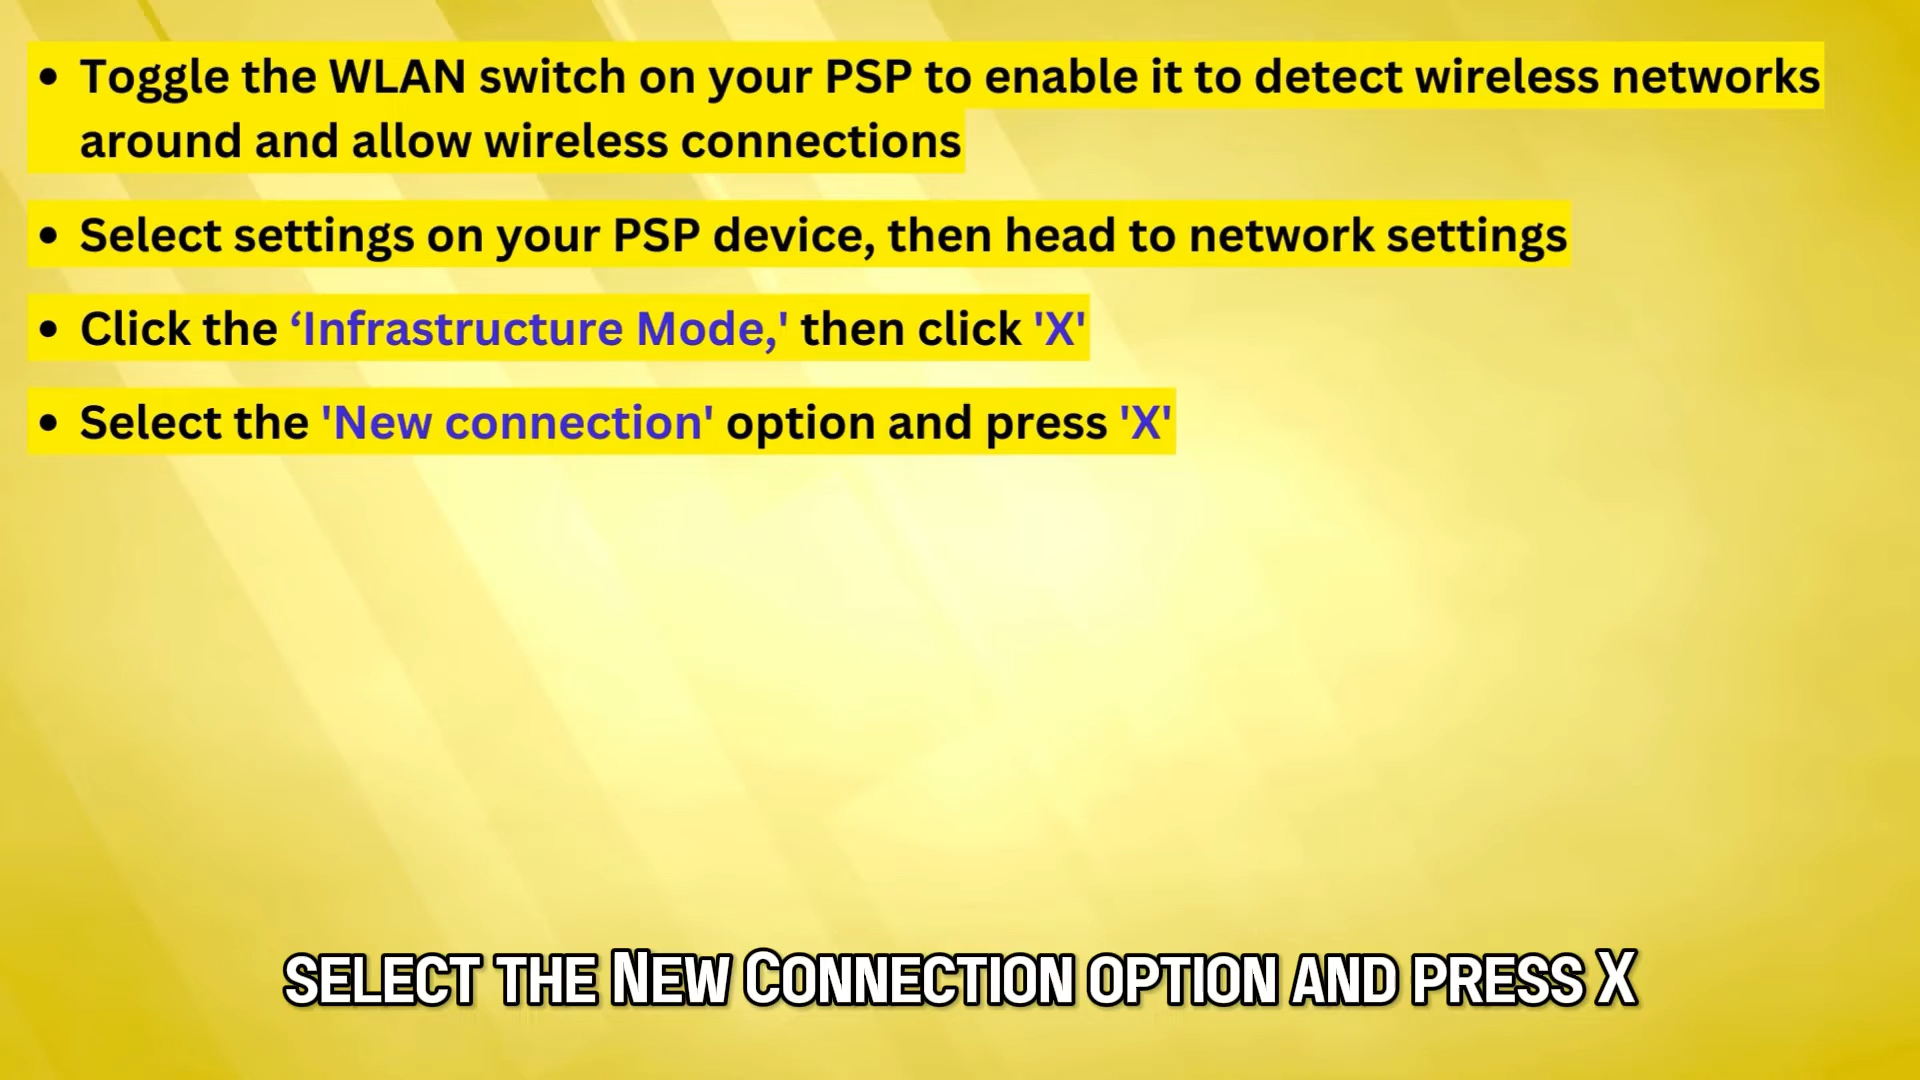 • Toggle the WLAN switch on your PSP to enable it to detect wireless networks
around and allow wireless connections
• Select settings on your PSP device, then head to network settings
• Click the ‘Infrastructure Mode,' then click 'X'
• Select the 'New connection' option and press 'X'
SELECT THE NEW CONNECTION OPTION AND PRESS X